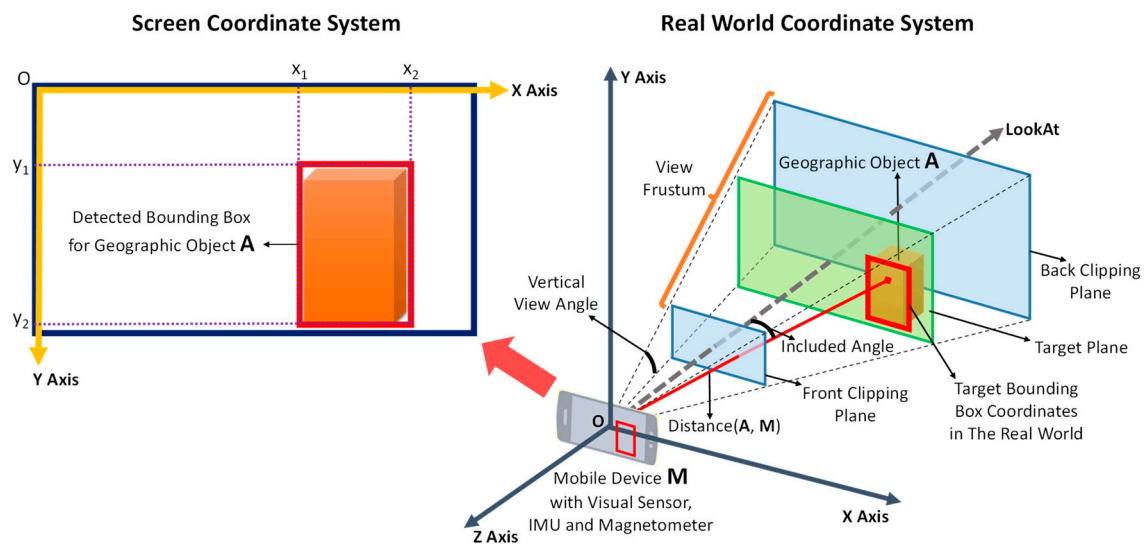 Screen Coordinate System
O
x1
x2
X Axis
y1
Detected Bounding Box
for Geographic Object A
y2
Y Axis
Real World Coordinate System
Y Axis
LookAt
Geographic Object A
View
Frustum
Back Clipping
Plane
Vertical
View Angle
Included Angle
Target Plane
Front Clipping
Plane
Target Bounding
Box Coordinates
in The Real World
O
Distance(A, M)
Mobile Device M
with Visual Sensor,
IMU and Magnetometer
X Axis
Z Axis